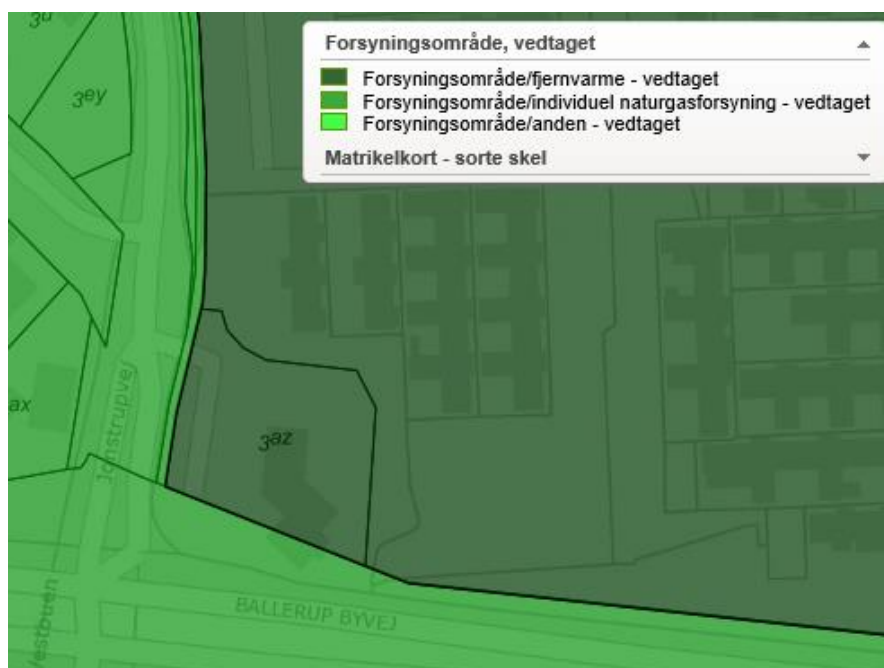 Forsyningsområde, vedtaget
Forsyningsområde/fjernvarme - vedtaget
Forsyningsområde/individuel naturgasforsyning - vedtaget
Forsyningsområde/anden - vedtaget
Matrikelkort - sorte skel
3ey
3az
ax
Jonstrupvej
BALLERUP BYVEJ